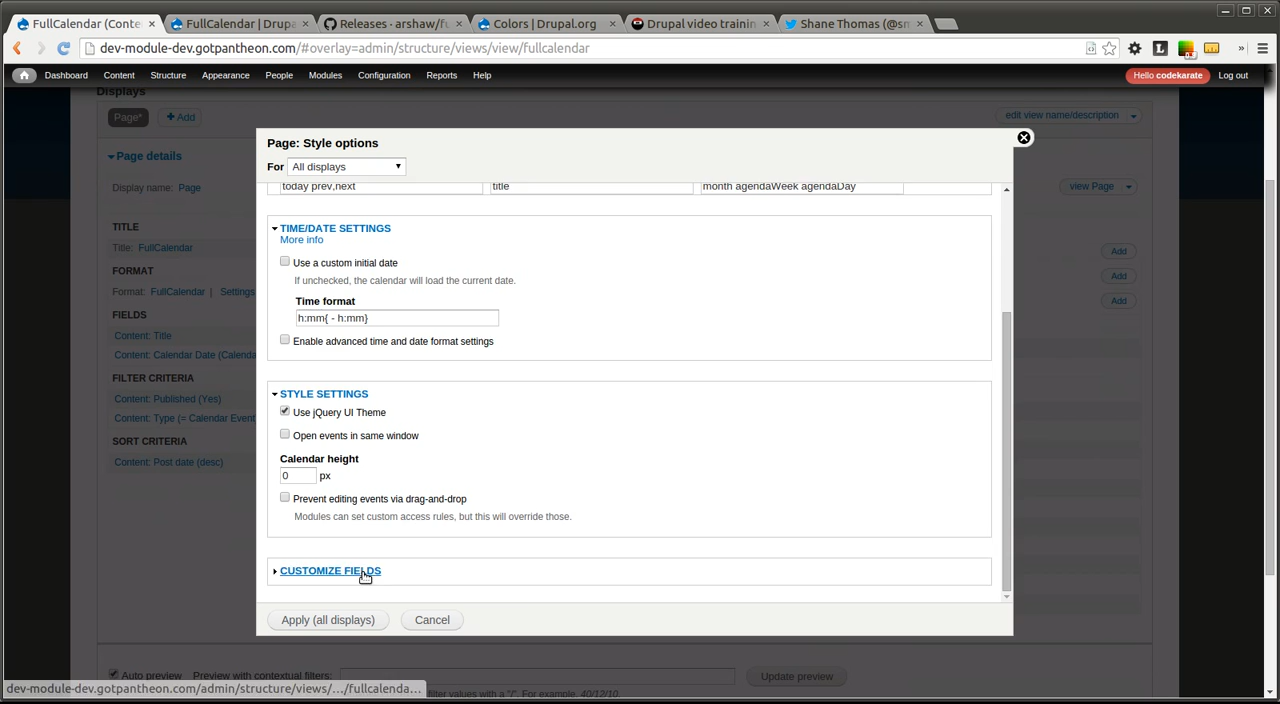 FullCalendar (Conte
FullCalendar | Drupa
Releases · arshaw/fu
Colors | Drupal.org
Drupal video trainin
Shane Thomas (@sm
dev-module-dev.gotpantheon.com/#overlay=admin/structure/views/view/fullcalendar
Dashboard Content Structure Appearance People Modules Configuration Reports Help
Hello codekarate Log out
Displays
Page* + Add
edit view name/description
Page details
Display name: Page
view Page
TITLE
Title: FullCalendar
FORMAT
Format: FullCalendar | Settings
FIELDS
Content: Title
Content: Calendar Date (Calenda
FILTER CRITERIA
Content: Published (Yes)
Content: Type (= Calendar Event
SORT CRITERIA
Content: Post date (desc)
Add
Add
Add
Page: Style options
For All displays
today prev,next title month agendaWeek agendaDay
TIME/DATE SETTINGS
More info
Use a custom initial date
If unchecked, the calendar will load the current date.
Time format
h:mm{ - h:mm}
Enable advanced time and date format settings
STYLE SETTINGS
Use jQuery UI Theme
Open events in same window
Calendar height
0 px
Prevent editing events via drag-and-drop
Modules can set custom access rules, but this will override those.
CUSTOMIZE FIELDS
Apply (all displays) Cancel
Auto preview Preview with contextual filters: Update preview
dev-module-dev.gotpantheon.com/admin/structure/views/.../fullcalenda...
filter values with a "/". For example, 40/12/10.